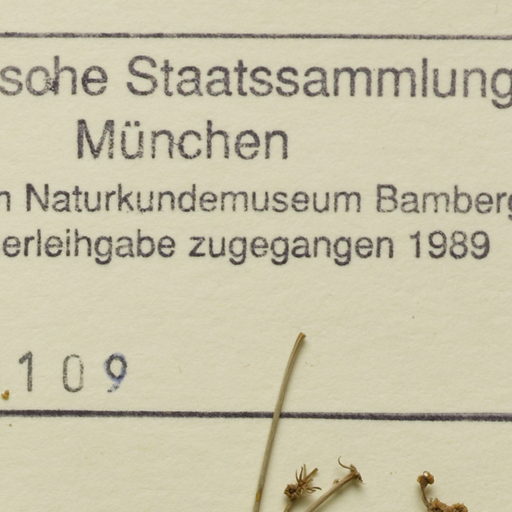 sche Staatssammlung
München
m Naturkundemuseum Bamberg
erleihgabe zugegangen 1989
109